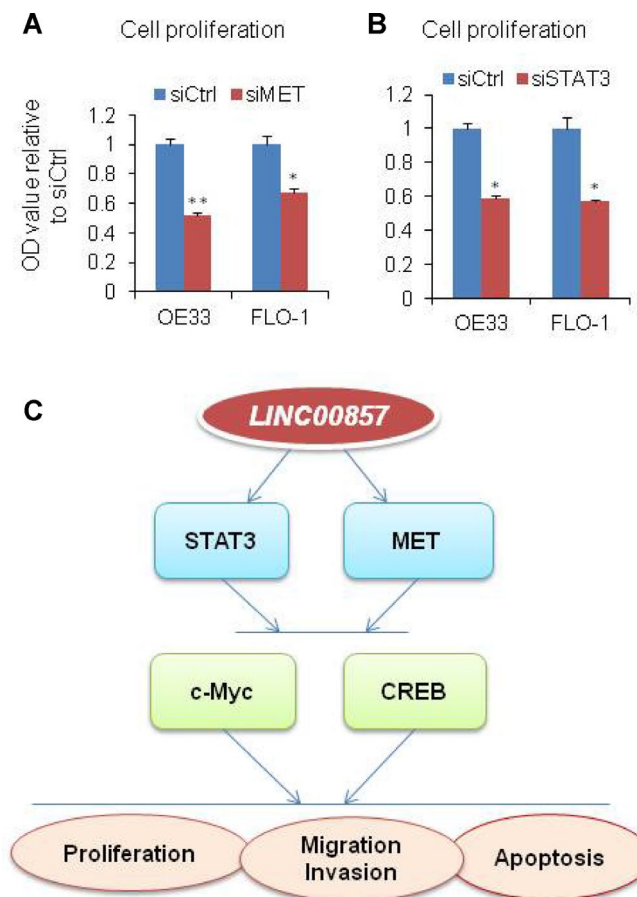 A
Cell proliferation
siCtrl siMET
OD value relative
to siCtrl
1.2
1
0.8
0.6
0.4
0.2
0
**
*
OE33 FLO-1
B
Cell proliferation
siCtrl siSTAT3
1.2
1
0.8
0.6
0.4
0.2
0
*
*
OE33 FLO-1
C
LINC00857
STAT3 MET
c-Myc CREB
Proliferation
Migration
Invasion
Apoptosis